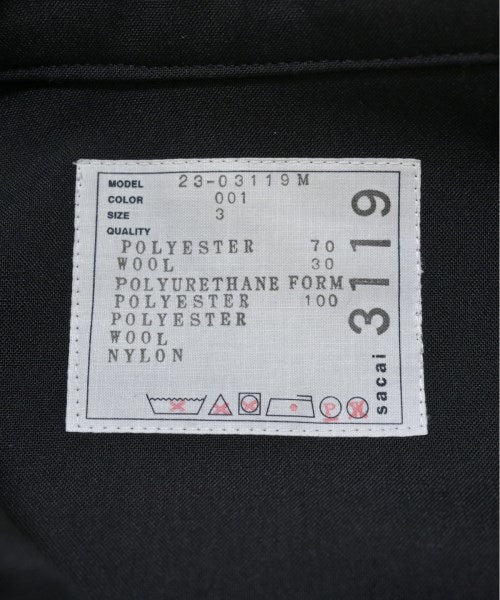 MODEL 23-03119M
COLOR 001
SIZE 3
QUALITY
POLYESTER 70
WOOL 30
POLYURETHANE FORM
POLYESTER 100
POLYESTER
WOOL
NYLON
P W
sacai 3119